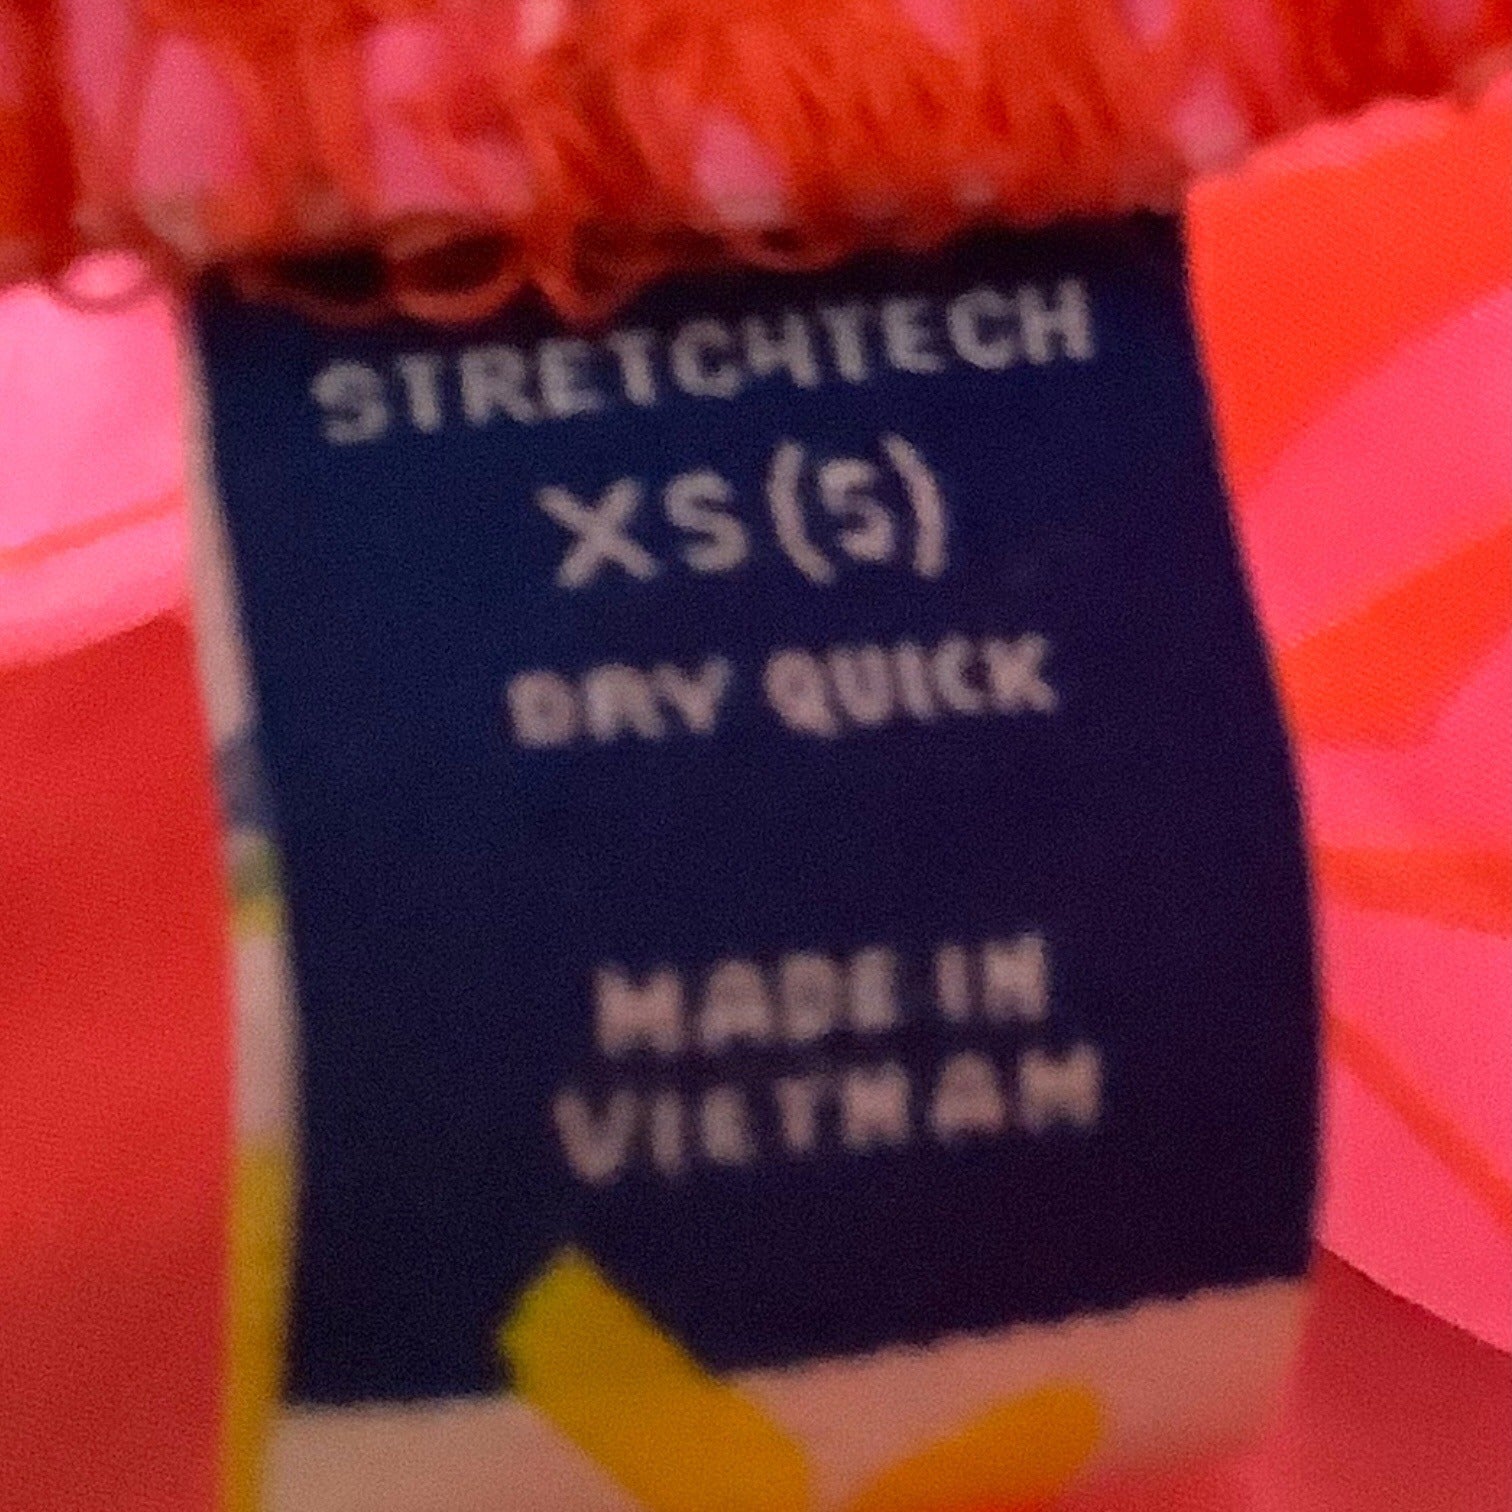 STRETCHTECH
XS (5)
DRY QUICK
MADE IN
VIETNAM